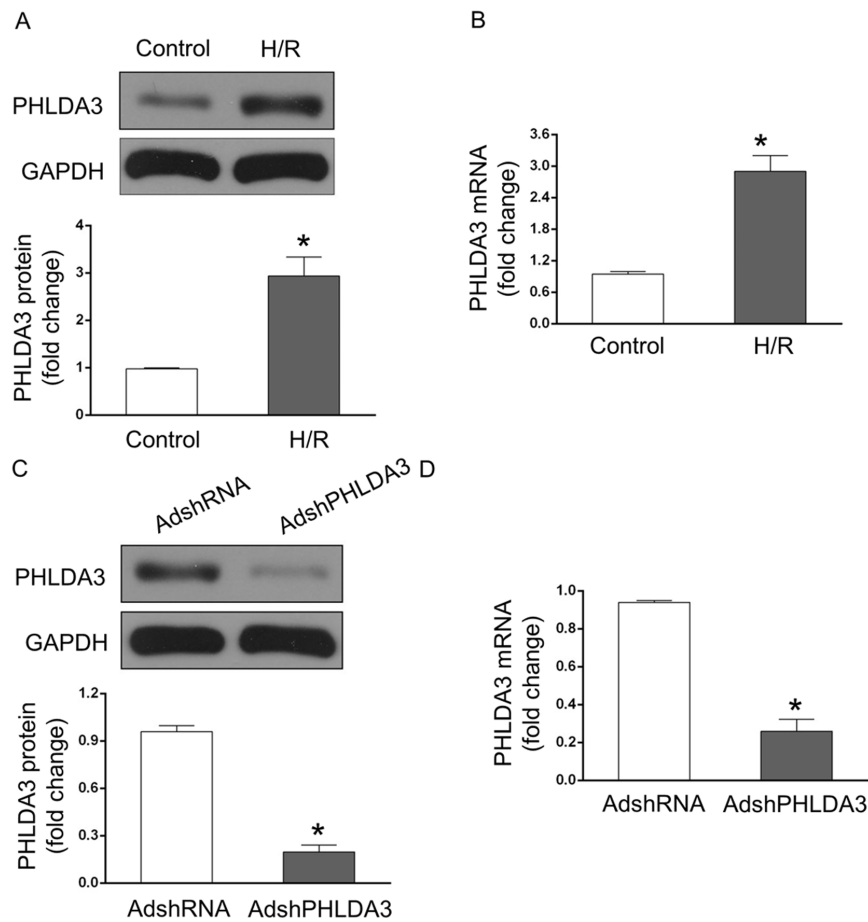 A
Control H/R
PHLDA3
GAPDH
PHLDA3 protein
(fold change)
4
3
2
1
0
*
Control H/R
B
PHLDA3 mRNA
(fold change)
3.6
3.0
2.4
1.8
1.2
0.6
0.0
*
Control H/R
C
AdshRNA AdshPHLDA3
PHLDA3
GAPDH
PHLDA3 protein
(fold change)
1.2
0.9
0.6
0.3
0.0
*
AdshRNA AdshPHLDA3
D
PHLDA3 mRNA
(fold change)
1.0
0.8
0.6
0.4
0.2
0.0
*
AdshRNA AdshPHLDA3